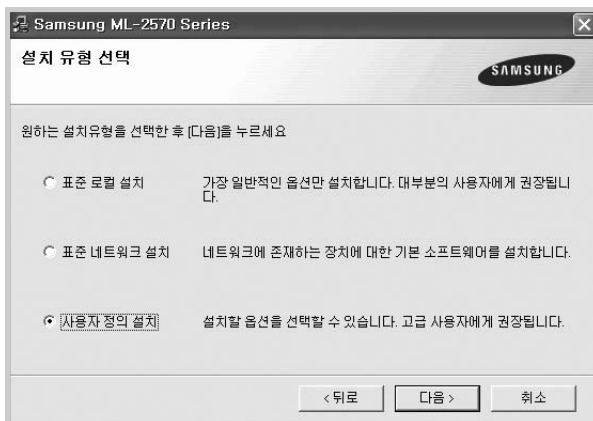 Samsung ML-2570 Series
설치 유형 선택
SAMSUNG
원하는 설치유형을 선택한 후 [다음]을 누르세요
표준 로컬 설치
가장 일반적인 옵션만 설치합니다. 대부분의 사용자에게 권장됩니
다.
표준 네트워크 설치
네트워크에 존재하는 장치에 대한 기본 소프트웨어를 설치합니다.
사용자 정의 설치
설치할 옵션을 선택할 수 있습니다. 고급 사용자에게 권장됩니다.
< 뒤로
다음 >
취소